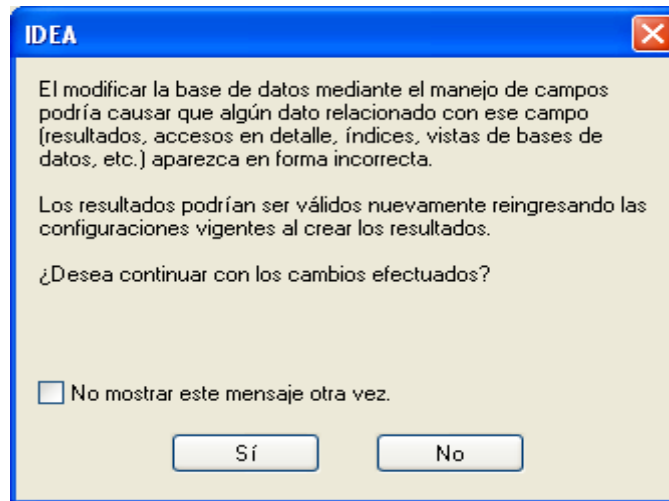 IDEA
El modificar la base de datos mediante el manejo de campos
podría causar que algún dato relacionado con ese campo
(resultados, accesos en detalle, índices, vistas de bases de
datos, etc.) aparezca en forma incorrecta.
Los resultados podrían ser válidos nuevamente reingresando las
configuraciones vigentes al crear los resultados.
¿Desea continuar con los cambios efectuados?
No mostrar este mensaje otra vez.
Sí
No